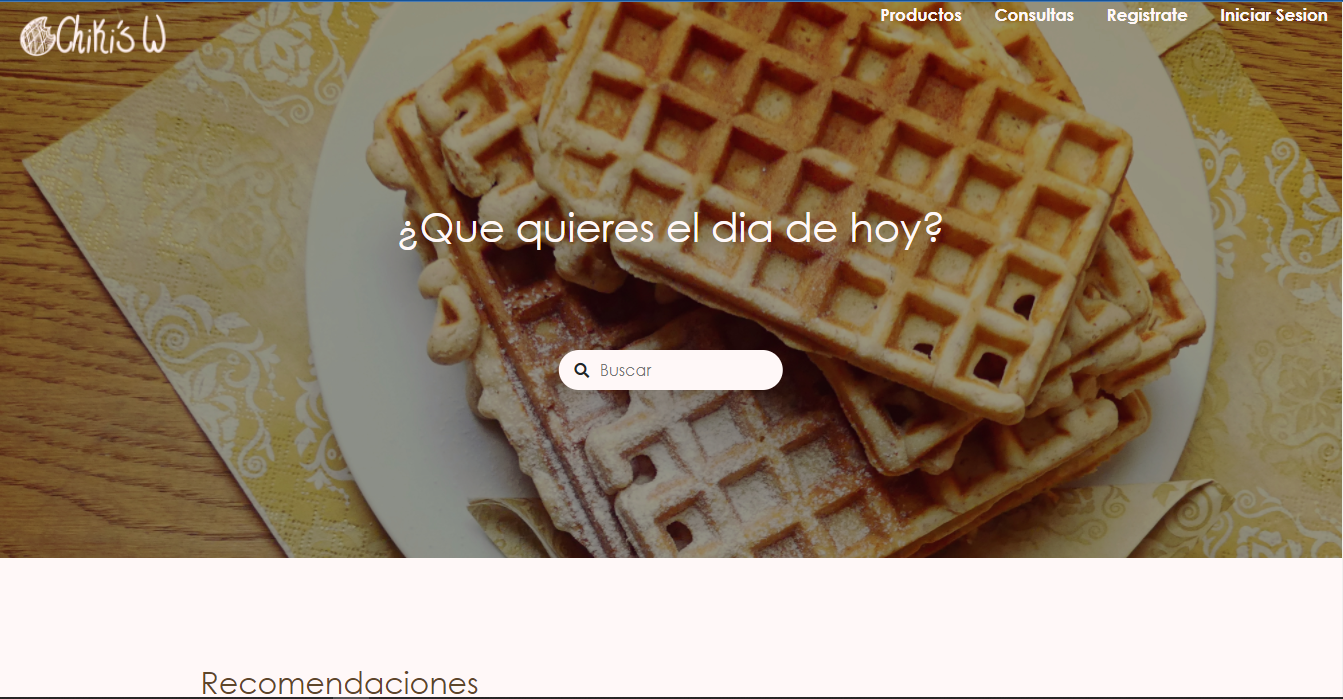 Chiki's W
Productos Consultas Registrate Iniciar Sesion
¿Que quieres el dia de hoy?
Buscar
Recomendaciones